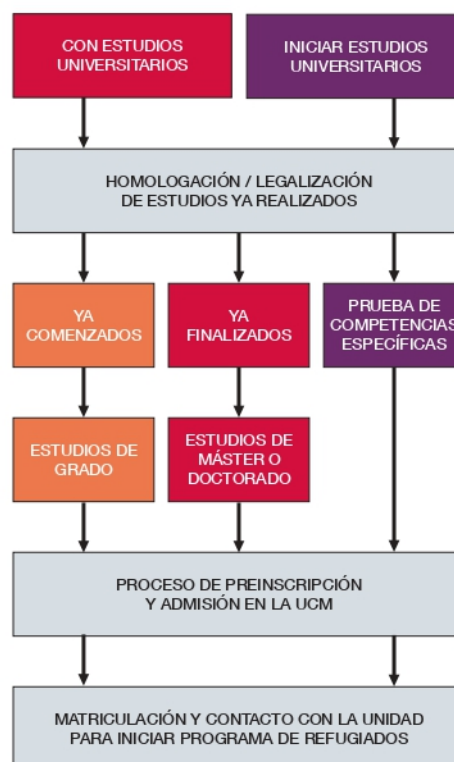 CON ESTUDIOS
UNIVERSITARIOS
INICIAR ESTUDIOS
UNIVERSITARIOS
HOMOLOGACIÓN / LEGALIZACIÓN
DE ESTUDIOS YA REALIZADOS
YA
COMENZADOS
YA
FINALIZADOS
PRUEBA DE
COMPETENCIAS
ESPECÍFICAS
ESTUDIOS DE
GRADO
ESTUDIOS DE
MÁSTER O
DOCTORADO
PROCESO DE PREINSCRIPCIÓN
Y ADMISIÓN EN LA UCM
MATRICULACIÓN Y CONTACTO CON LA UNIDAD
PARA INICIAR PROGRAMA DE REFUGIADOS